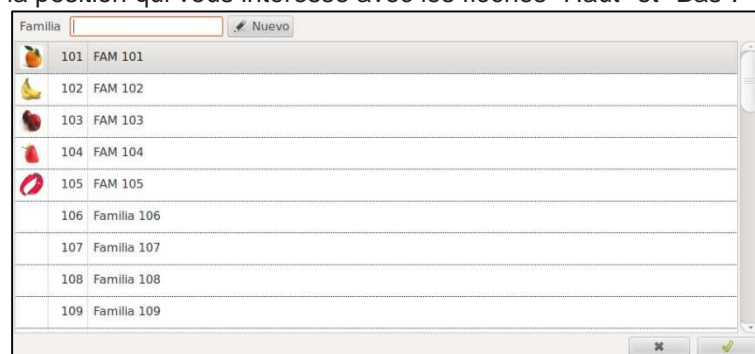 la position qui vous intéresse avec les flèches "Haut" et "Bas".
Familia Nuevo
101 FAM 101
102 FAM 102
103 FAM 103
104 FAM 104
105 FAM 105
106 Familia 106
107 Familia 107
108 Familia 108
109 Familia 109